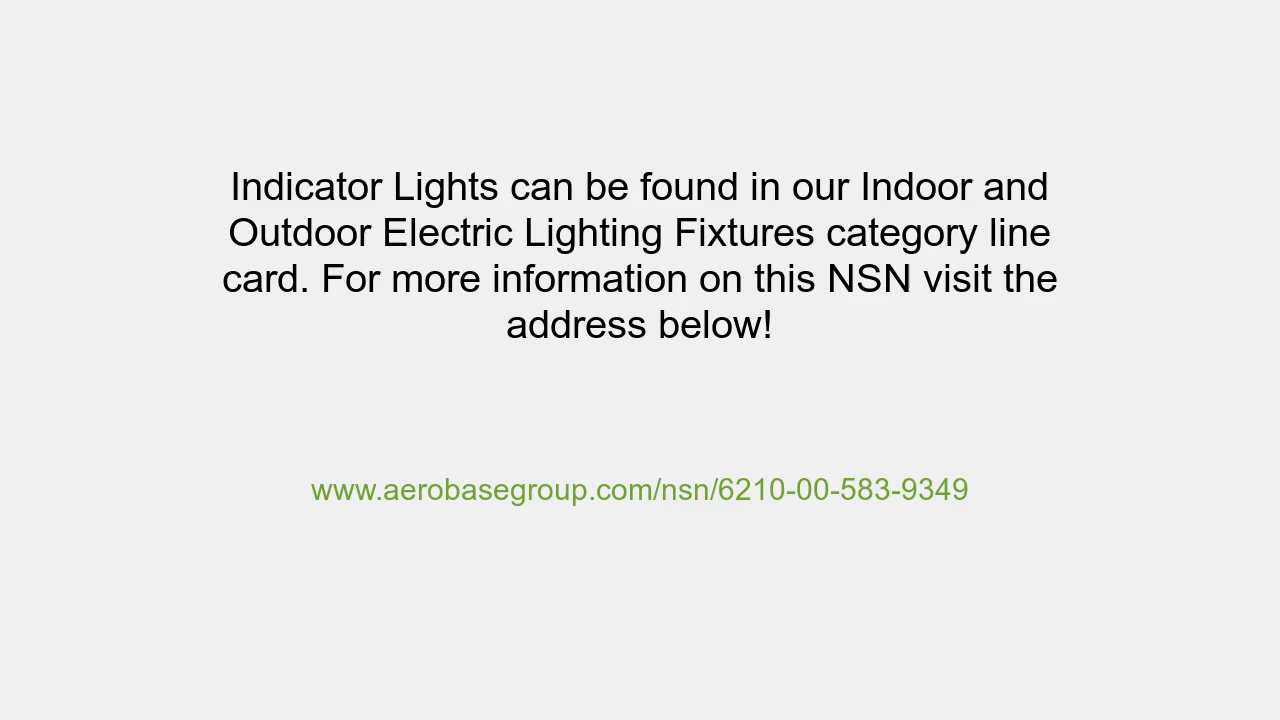 Indicator Lights can be found in our Indoor and
Outdoor Electric Lighting Fixtures category line
card. For more information on this NSN visit the
address below!
www.aerobasegroup.com/nsn/6210-00-583-9349